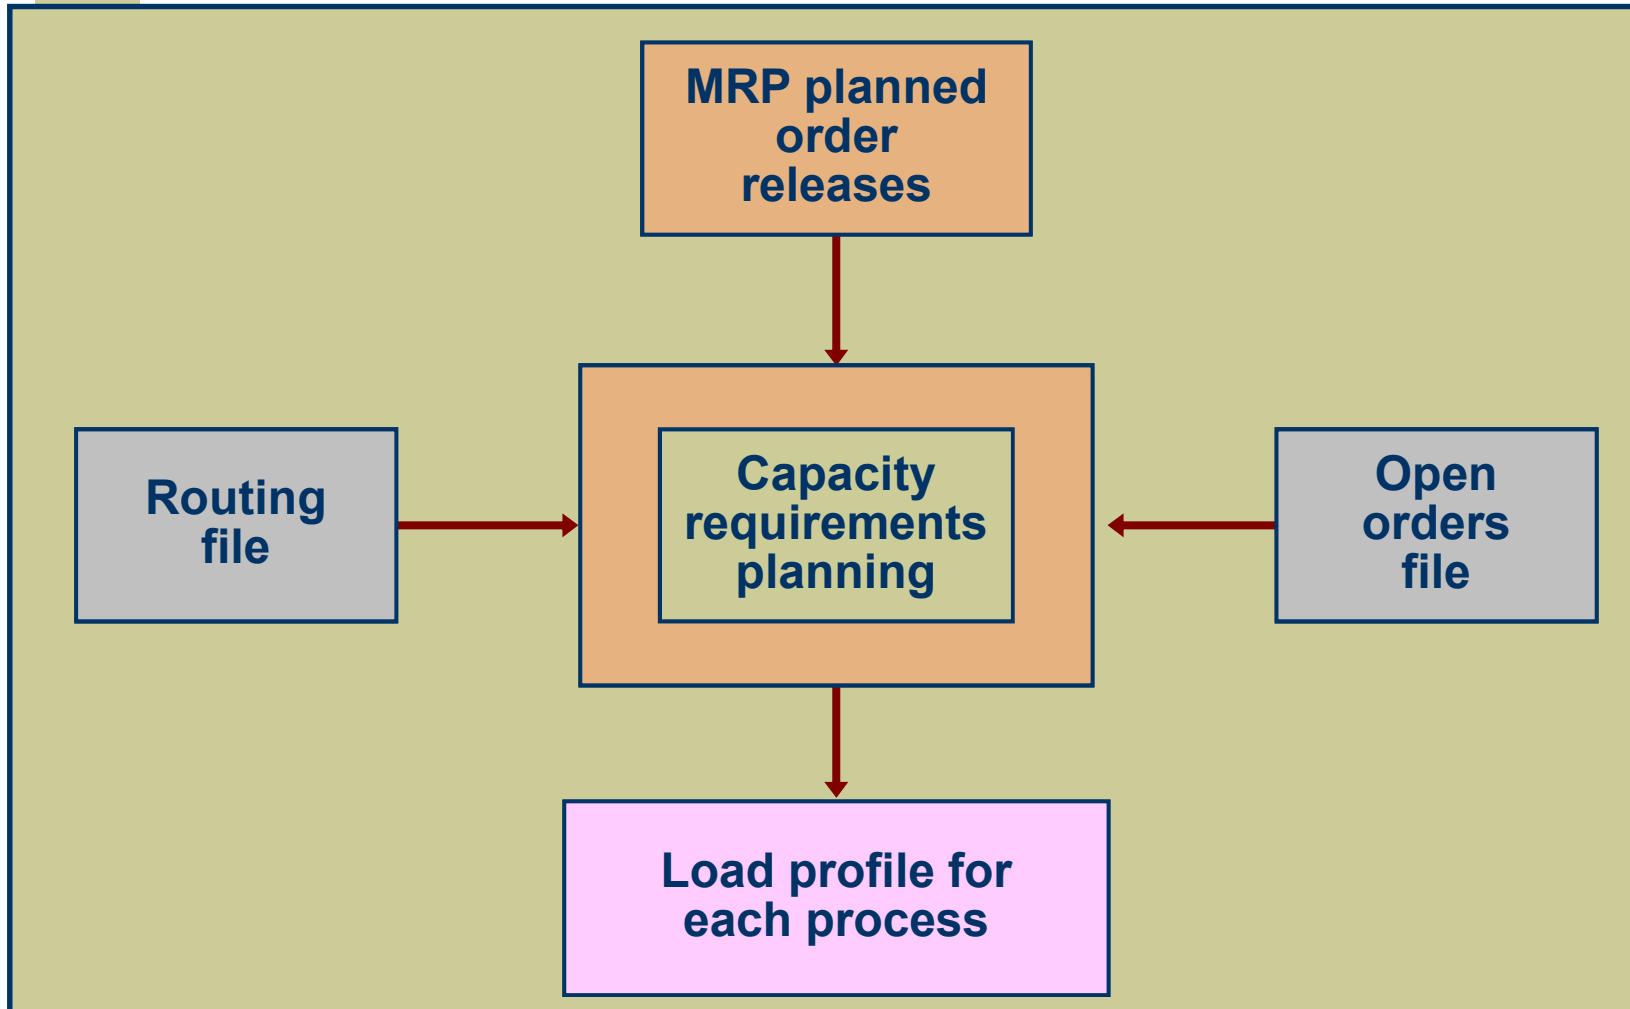 MRP planned
order
releases
Routing
file
Capacity
requirements
planning
Open
orders
file
Load profile for
each process